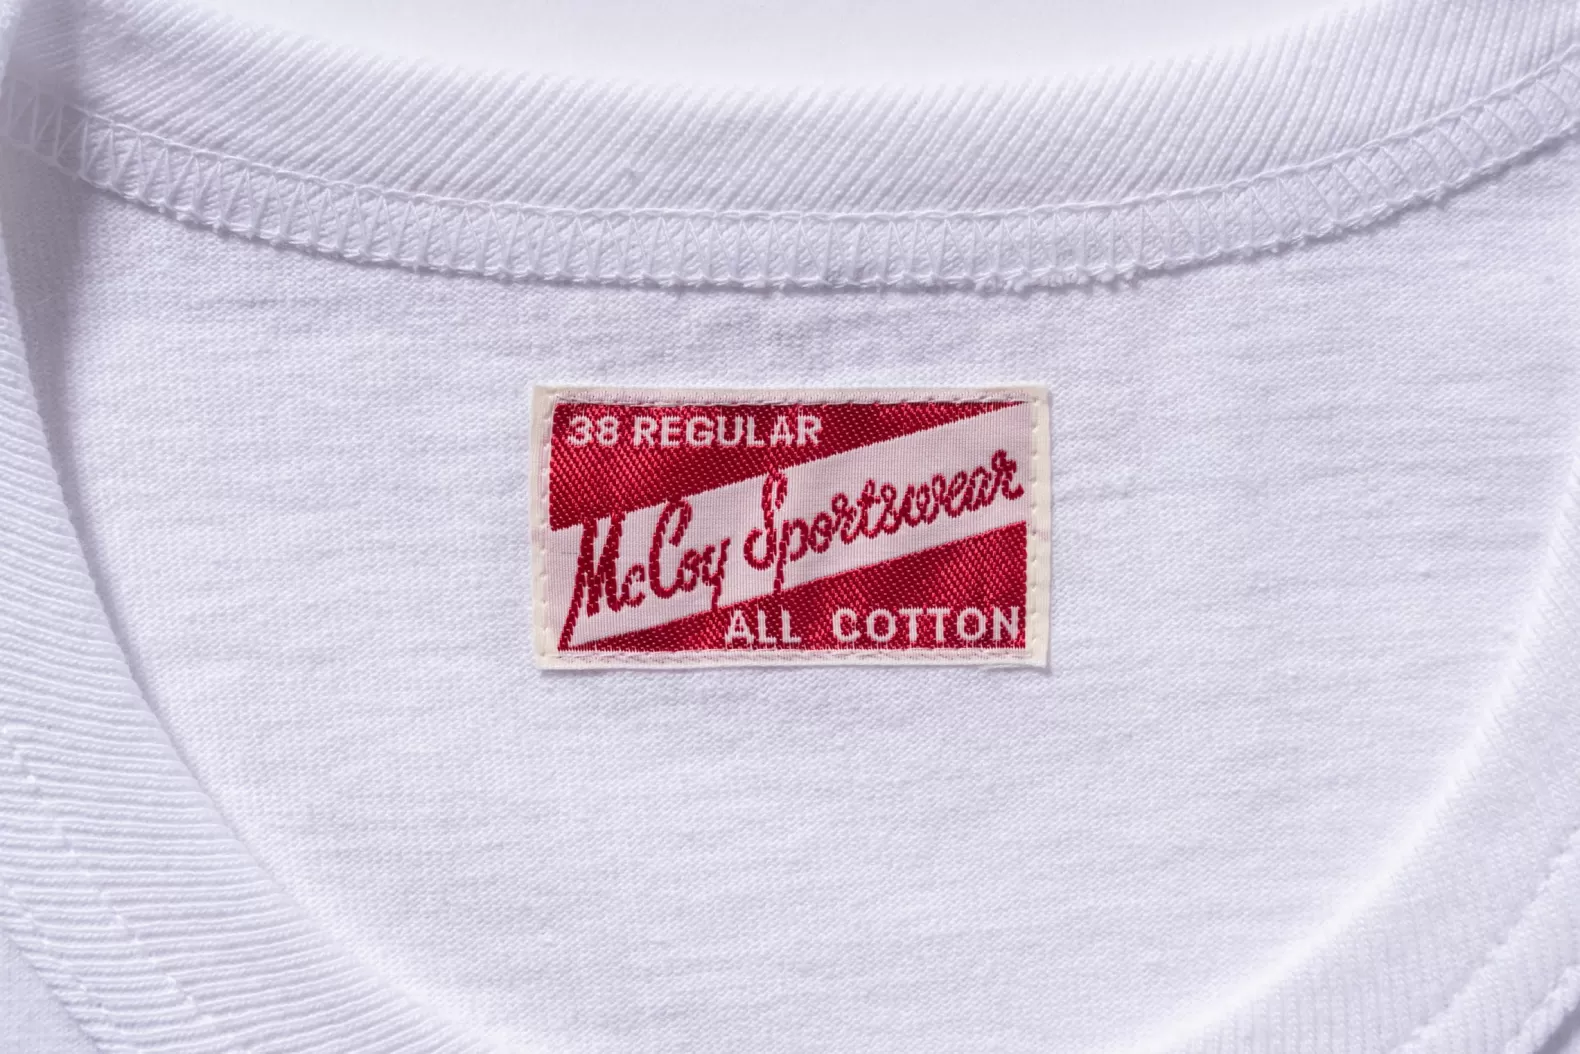 38 REGULAR
McCoy Sportswear
ALL COTTON